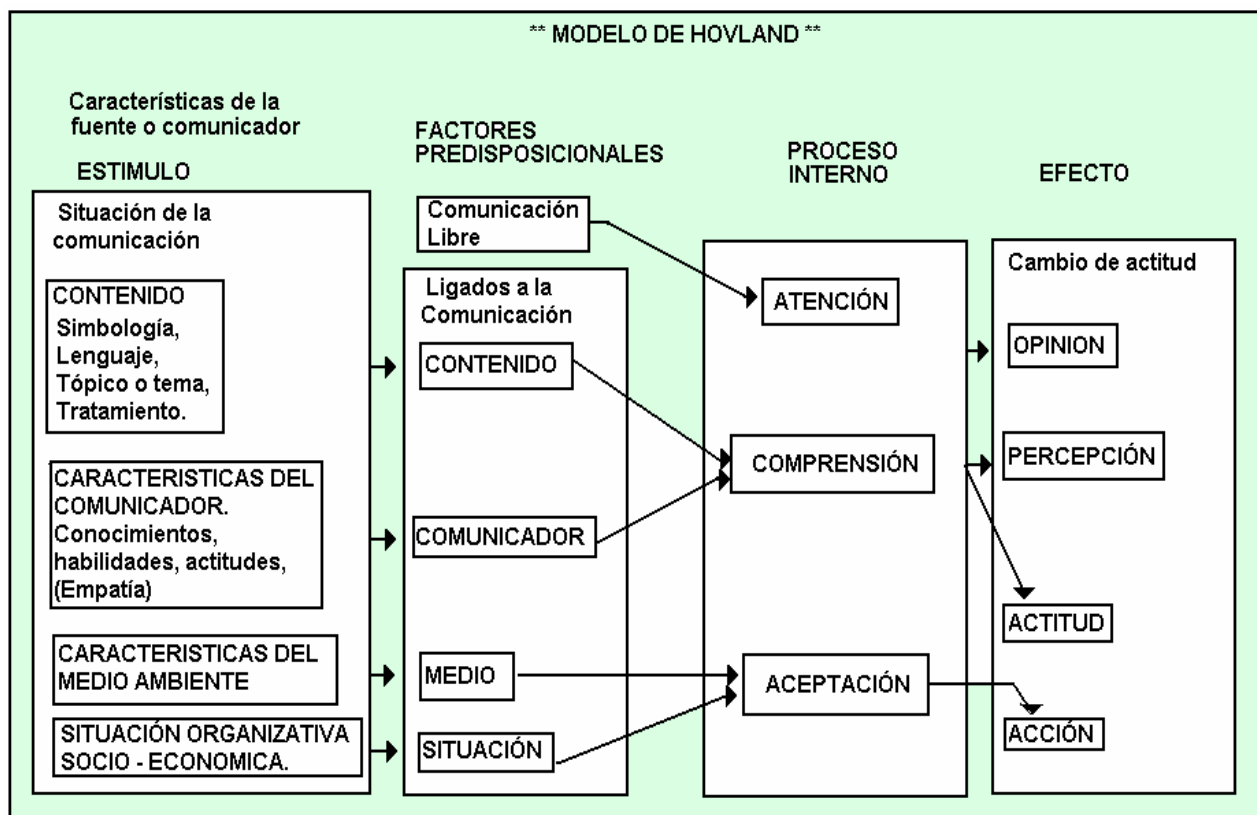 ** MODELO DE HOVLAND **
Característícas de la
fuente o comunicador
ESTIMULO
Situación de la
comunicación
CONTENIDO
Simbología,
Lenguaje,
Tópico o tema,
Tratamiento.
CARACTERISTICAS DEL
COMUNICADOR.
Conocimientos,
habilidades, actitudes,
(Empatía)
CARACTERISTICAS DEL
MEDIO AMBIENTE
SITUACIÓN ORGANIZATIVA
SOCIO - ECONOMICA.
FACTORES
PREDISPOSICIONALES
Comunicación
Libre
Ligados a la
Comunicación
CONTENIDO
COMUNICADOR
MEDIO
SITUACIÓN
PROCESO
INTERNO
ATENCIÓN
COMPRENSIÓN
ACEPTACIÓN
EFECTO
Cambio de actitud
OPINION
PERCEPCIÓN
ACTITUD
ACCIÓN